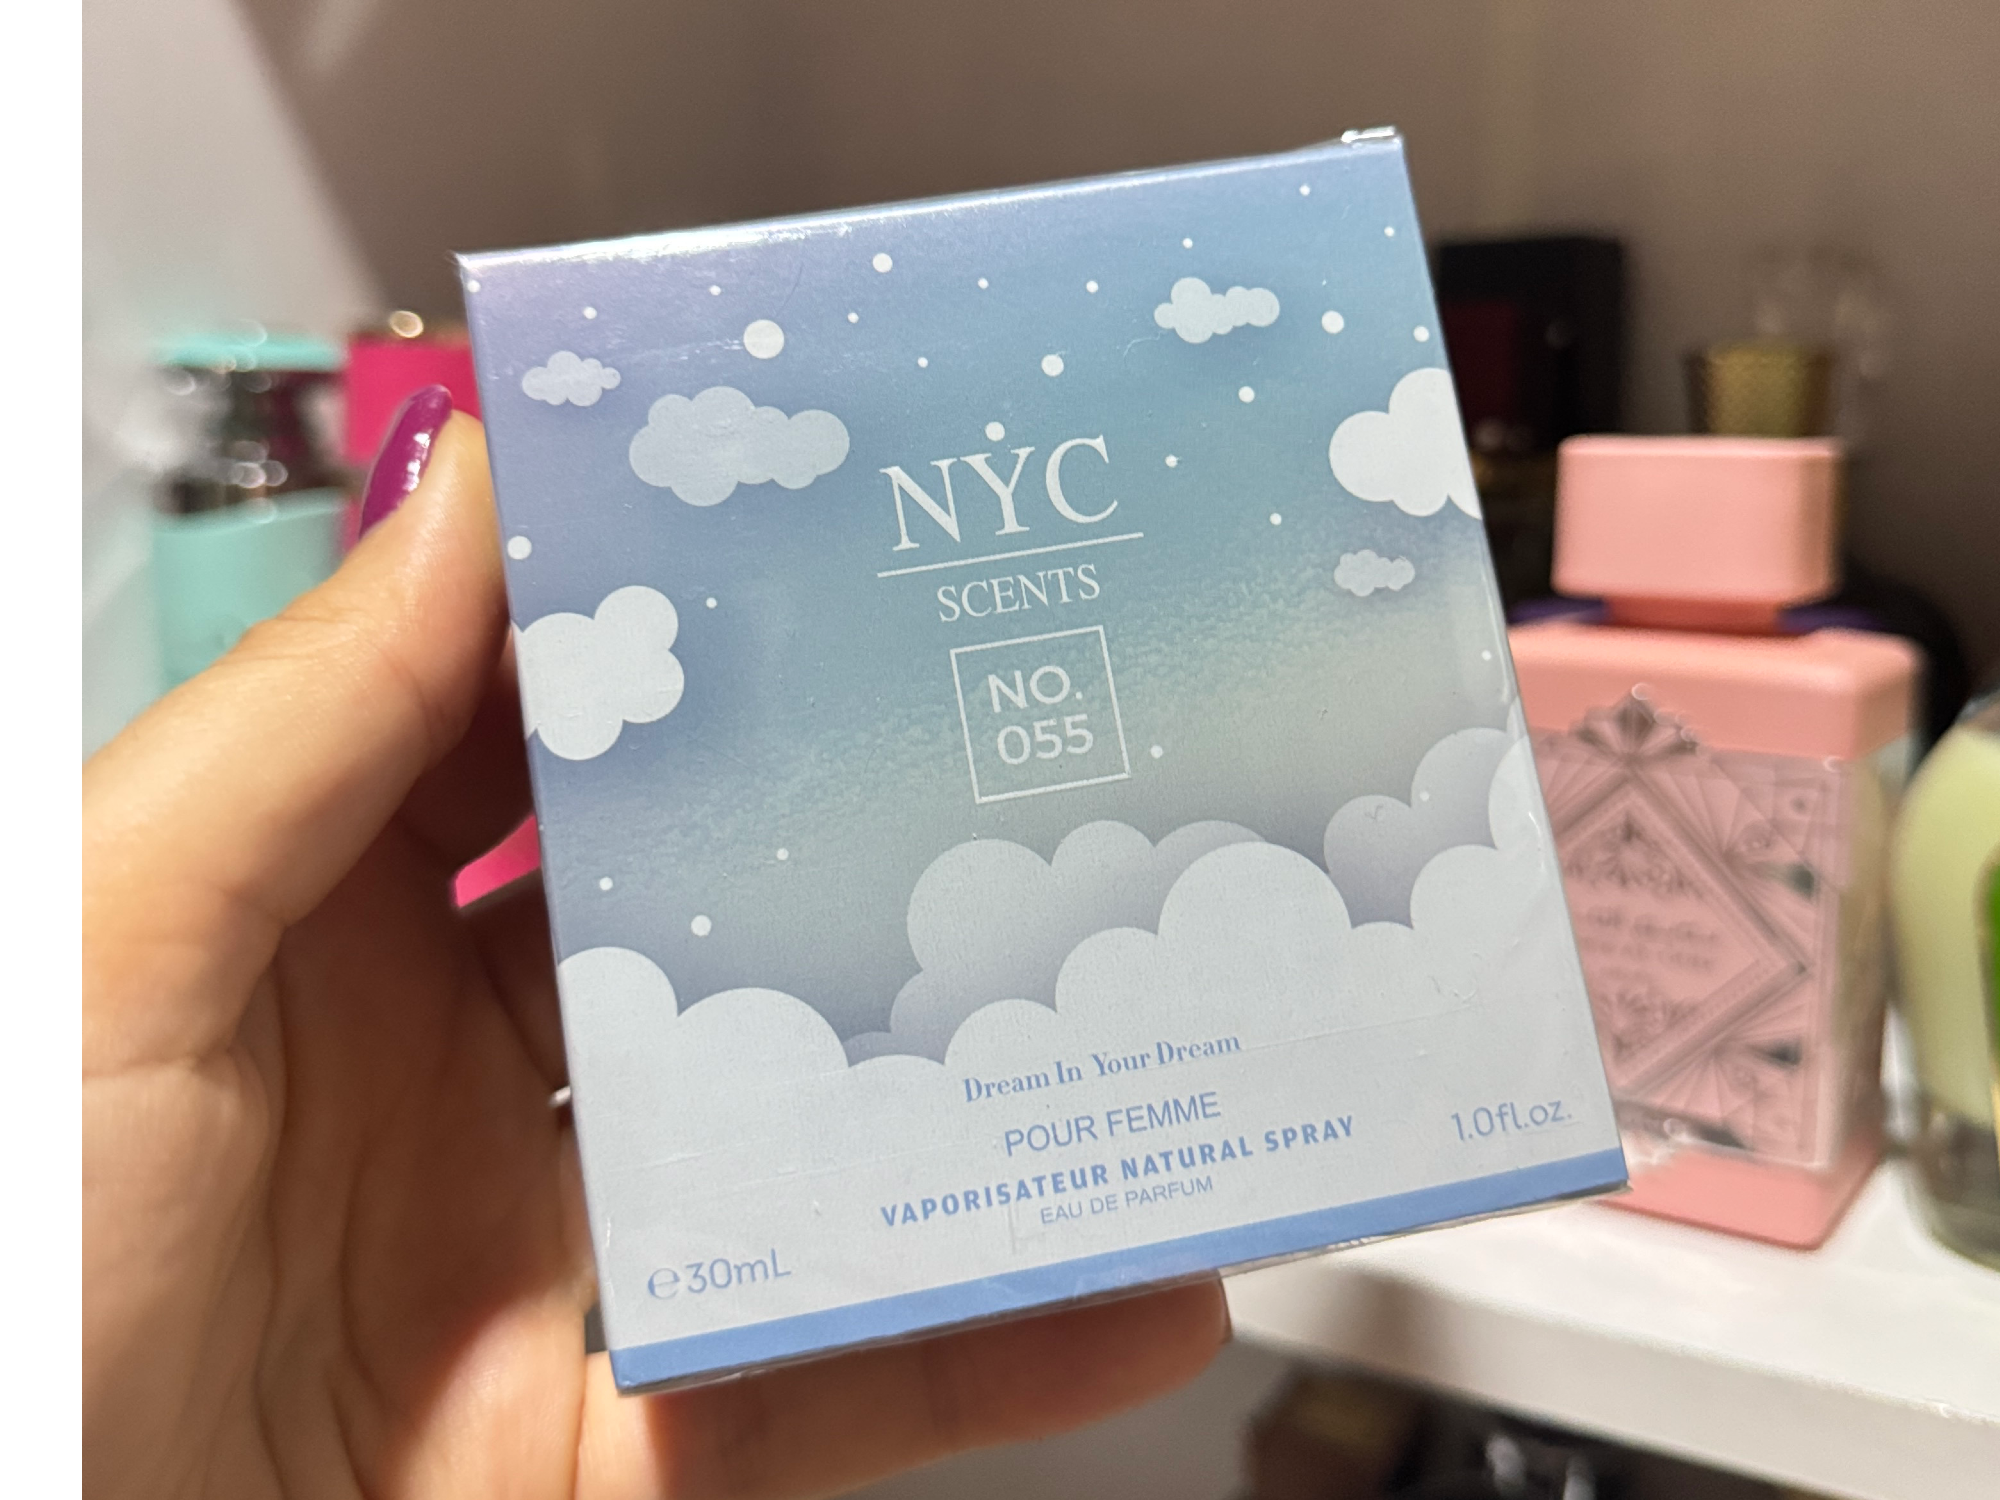 NYC
SCENTS
NO.
055
Dream In Your Dream
POUR FEMME
VAPORISATEUR NATURAL SPRAY
EAU DE PARFUM
1.0fl.oz.
℮30mL